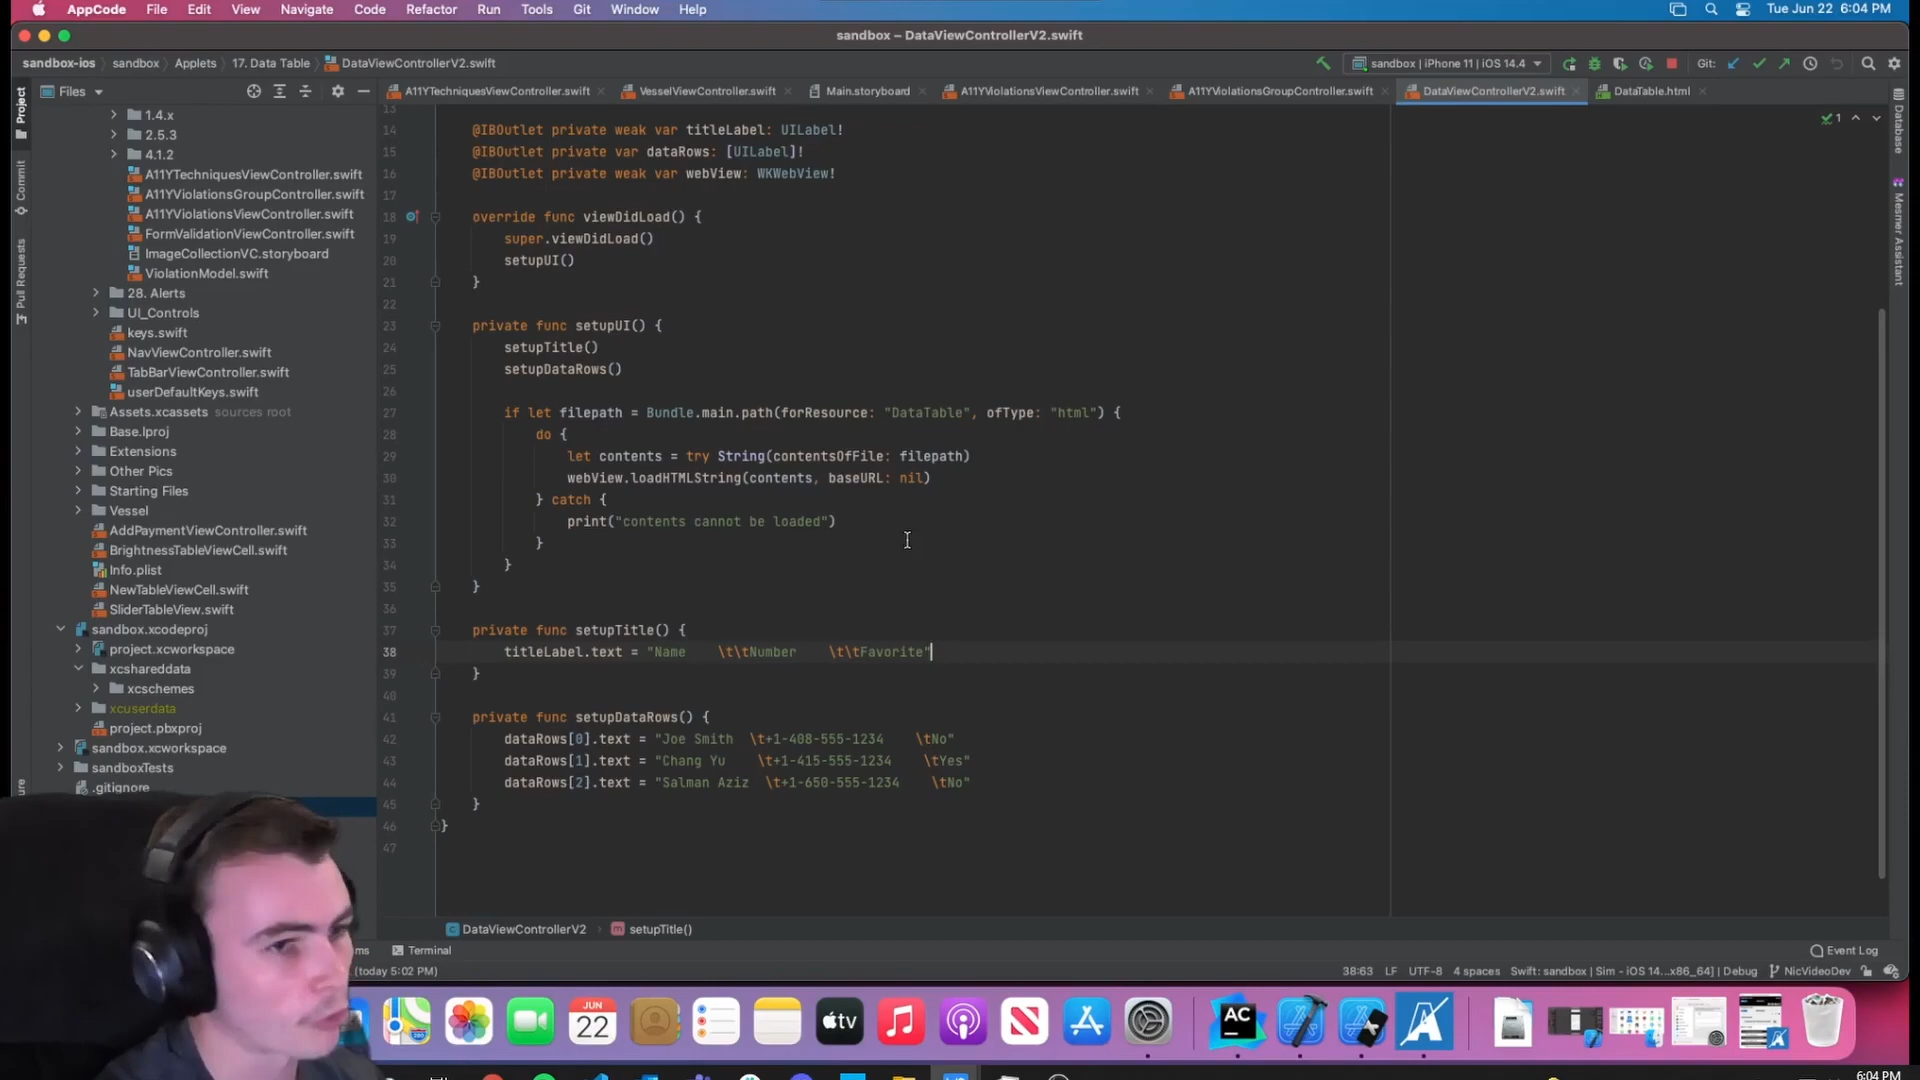 AppCode File Edit View Navigate Code Refactor Run Tools Git Window Help Tue Jun 22 6:04 PM
sandbox – DataViewControllerV2.swift
sandbox-ios sandbox Applets 17. Data Table DataViewControllerV2.swift sandbox | iPhone 11 | iOS 14.4 Git:
Project
Commit
Pull Requests
Files
1.4.x
2.5.3
4.1.2
A11YTechniquesViewController.swift
A11YViolationsGroupController.swift
A11YViolationsViewController.swift
FormValidationViewController.swift
ImageCollectionVC.storyboard
ViolationModel.swift
28. Alerts
UI_Controls
keys.swift
NavViewController.swift
TabBarViewController.swift
userDefaultKeys.swift
Assets.xcassets sources root
Base.lproj
Extensions
Other Pics
Starting Files
Vessel
AddPaymentViewController.swift
BrightnessTableViewCell.swift
Info.plist
NewTableViewCell.swift
SliderTableView.swift
sandbox.xcodeproj
project.xcworkspace
xcshareddata
xcschemes
xcuserdata
project.pbxproj
sandbox.xcworkspace
sandboxTests
.gitignore
A11YTechniquesViewController.swift VesselViewController.swift Main.storyboard A11YViolationsViewController.swift A11YViolationsGroupController.swift DataViewControllerV2.swift DataTable.html
1
Database
Mesmer Assistant
13
14 @IBOutlet private weak var titleLabel: UILabel!
15 @IBOutlet private var dataRows: [UILabel]!
16 @IBOutlet private weak var webView: WKWebView!
17
18 override func viewDidLoad() {
19 super.viewDidLoad()
20 setupUI()
21 }
22
23 private func setupUI() {
24 setupTitle()
25 setupDataRows()
26
27 if let filepath = Bundle.main.path(forResource: "DataTable", ofType: "html") {
28 do {
29 let contents = try String(contentsOfFile: filepath)
30 webView.loadHTMLString(contents, baseURL: nil)
31 } catch {
32 print("contents cannot be loaded")
33 }
34 }
35 }
36
37 private func setupTitle() {
38 titleLabel.text = "Name    \t\tNumber    \t\tFavorite"
39 }
40
41 private func setupDataRows() {
42 dataRows[0].text = "Joe Smith  \t+1-408-555-1234    \tNo"
43 dataRows[1].text = "Chang Yu    \t+1-415-555-1234    \tYes"
44 dataRows[2].text = "Salman Aziz  \t+1-650-555-1234    \tNo"
45 }
46 }
47
DataViewControllerV2 setupTitle()
Terminal Event Log
(today 5:02 PM) 38:63 LF UTF-8 4 spaces Swift: sandbox | Sim - iOS 14...x86_64] | Debug NicVideoDev
JUN
22
tv
AC
6:04 PM